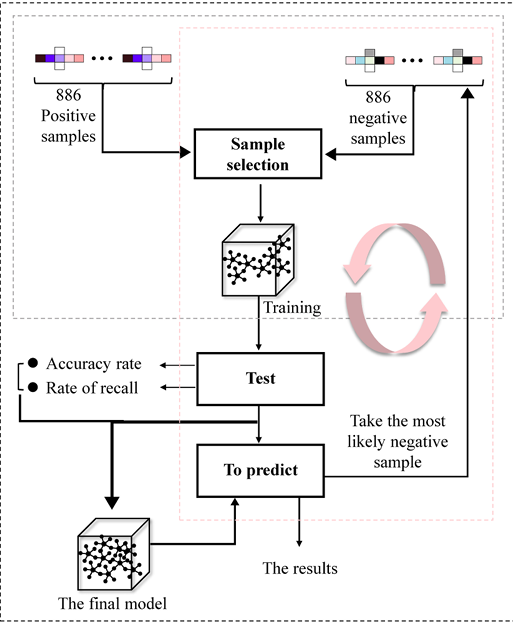 886
Positive
samples
886
negative
samples
Sample
selection
Training
Accuracy rate
Rate of recall
Test
Take the most
likely negative
sample
To predict
The results
The final model